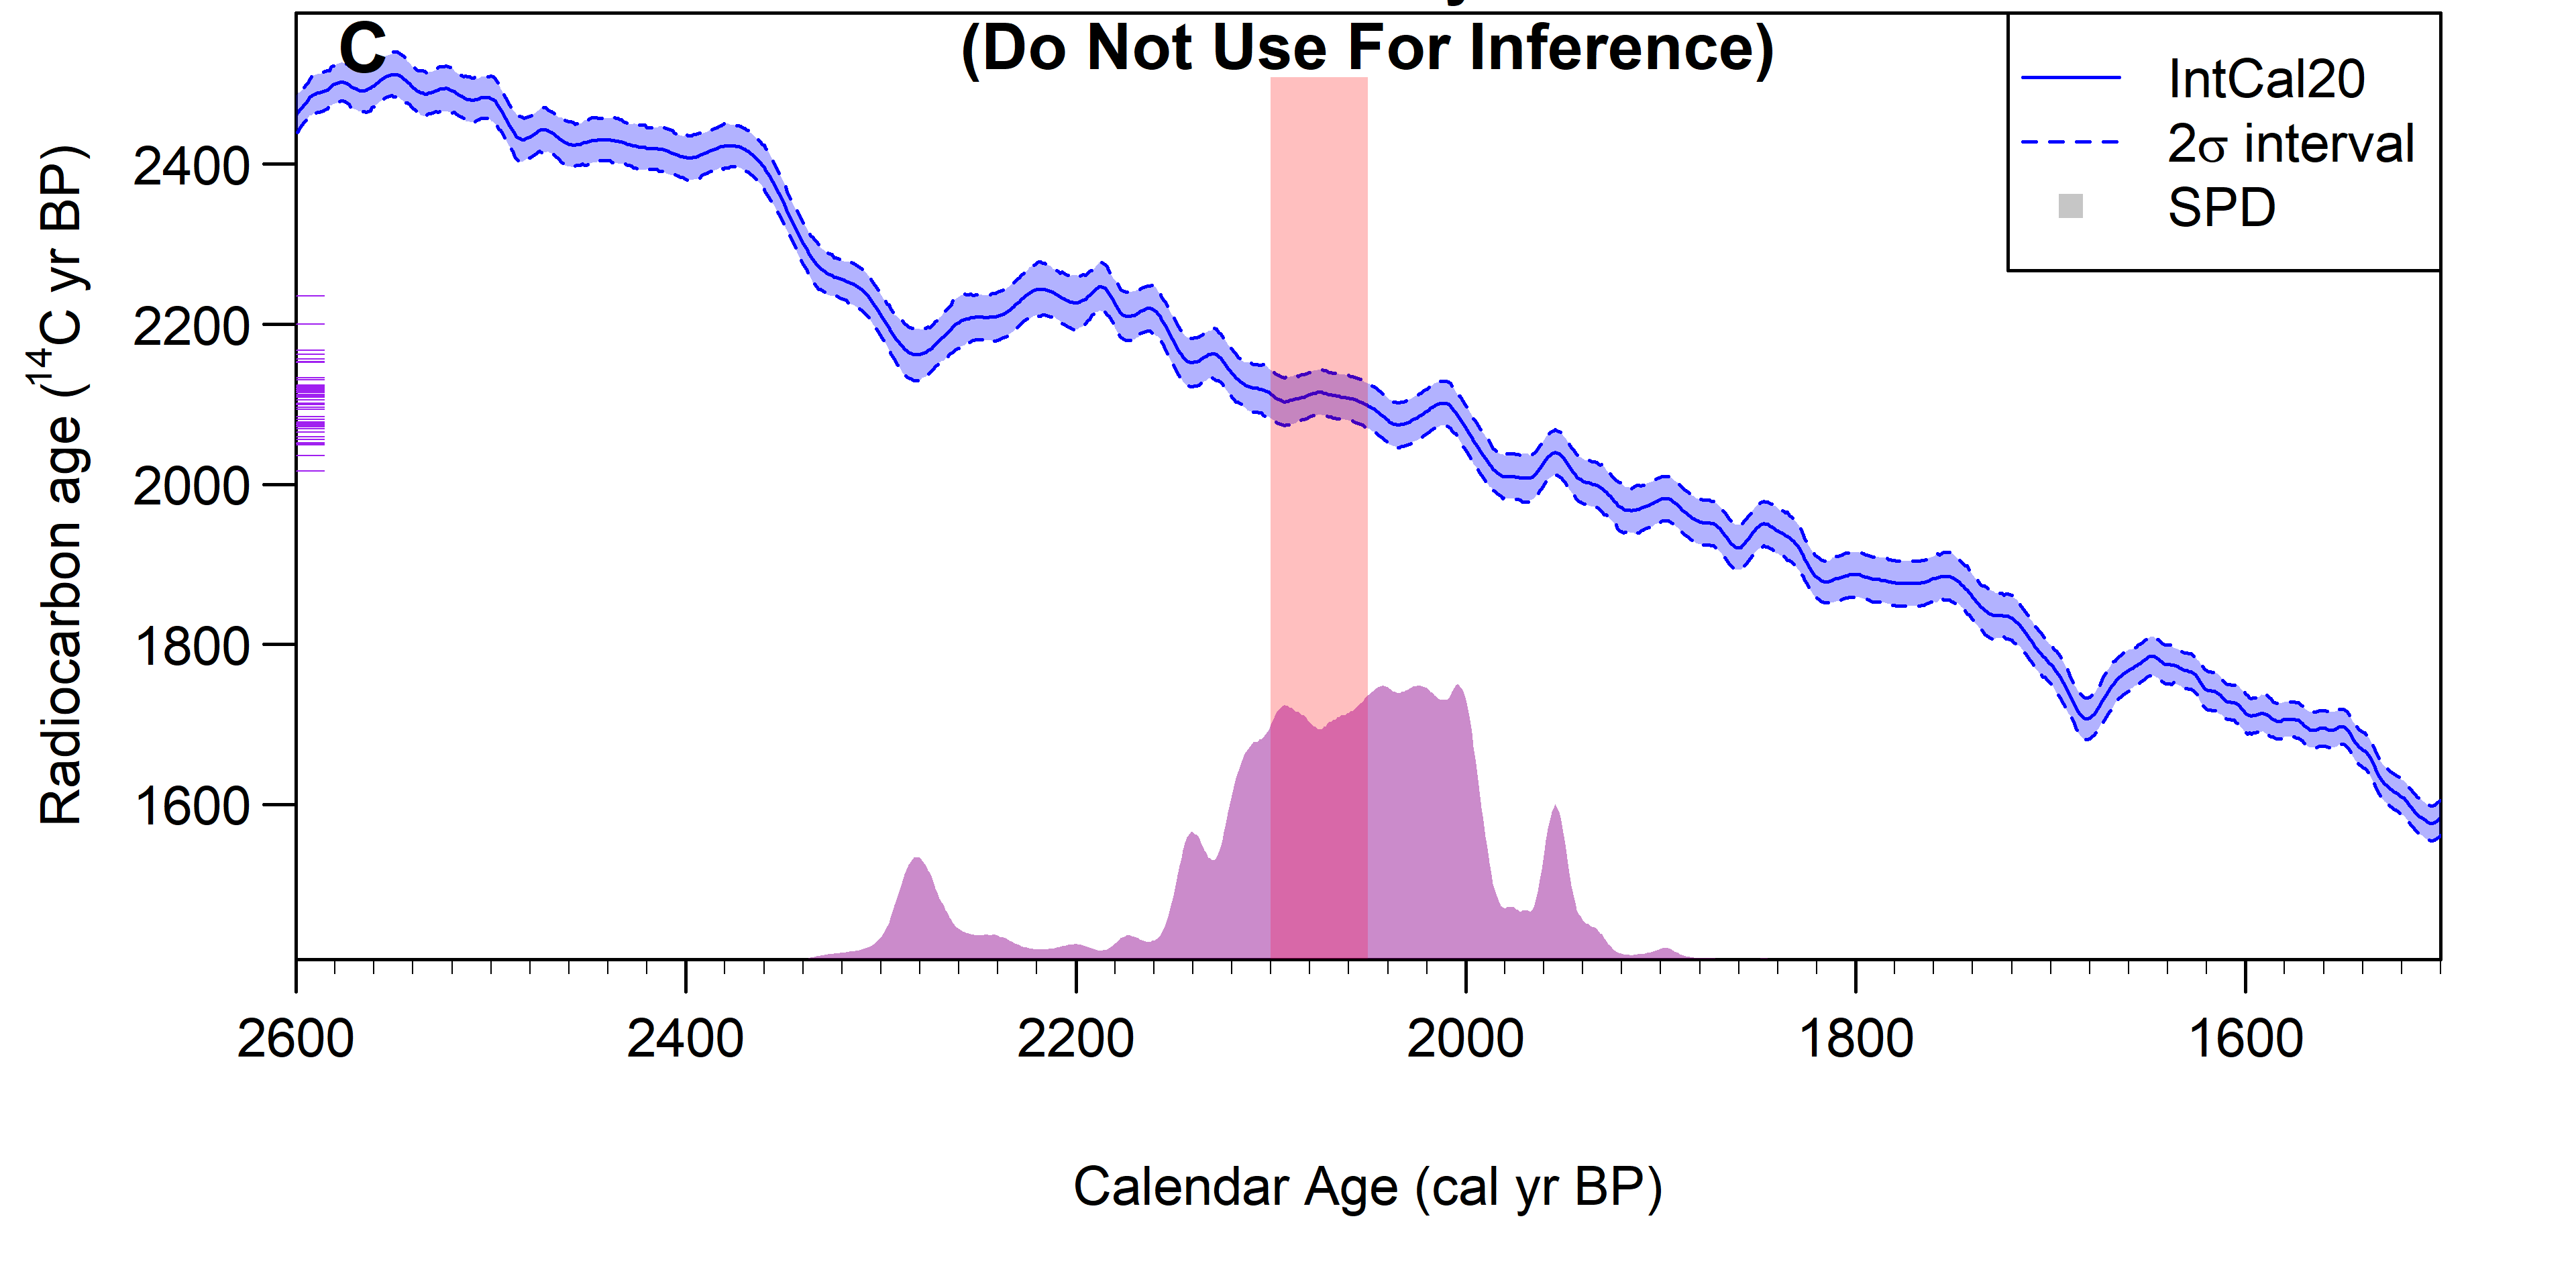 (Do Not Use For Inference)
C
IntCal20
2σ interval
SPD
Radiocarbon age (¹⁴C yr BP)
2400
2200
2000
1800
1600
2600 2400 2200 2000 1800 1600
Calendar Age (cal yr BP)